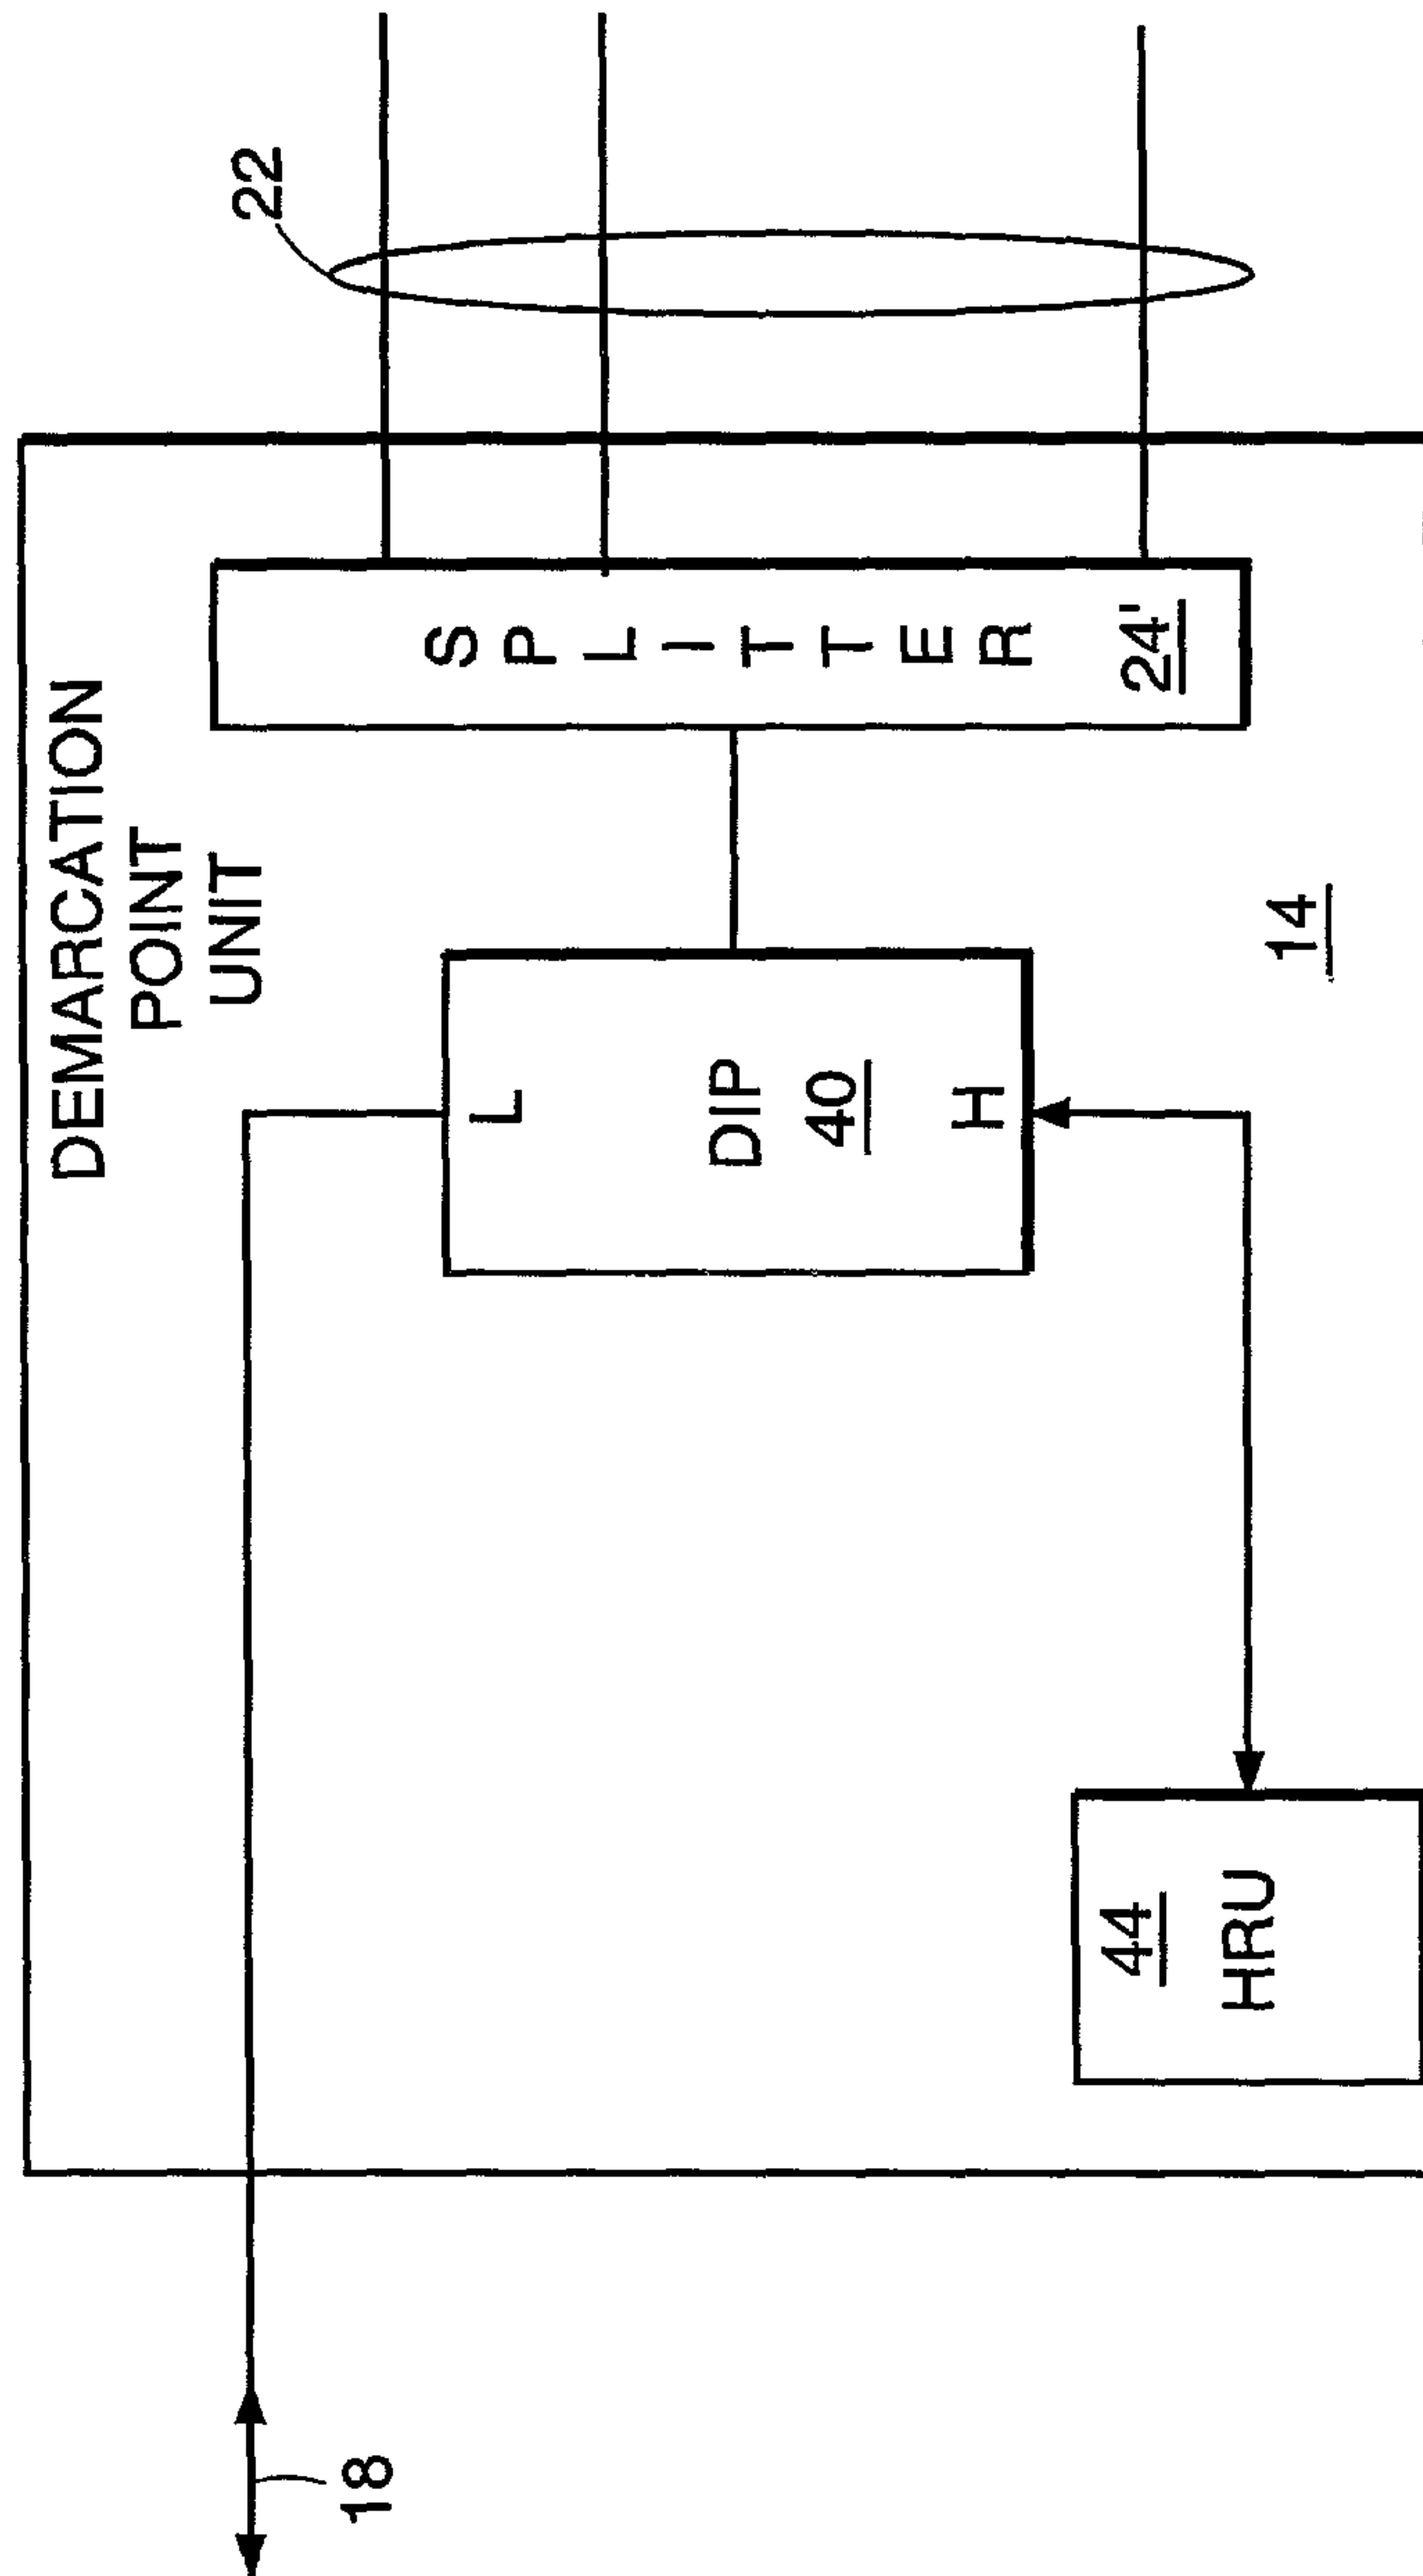 DEMARCATION
POINT
UNIT
22
18
L
DIP
40
H
SPLITTER
24'
44
HRU
14